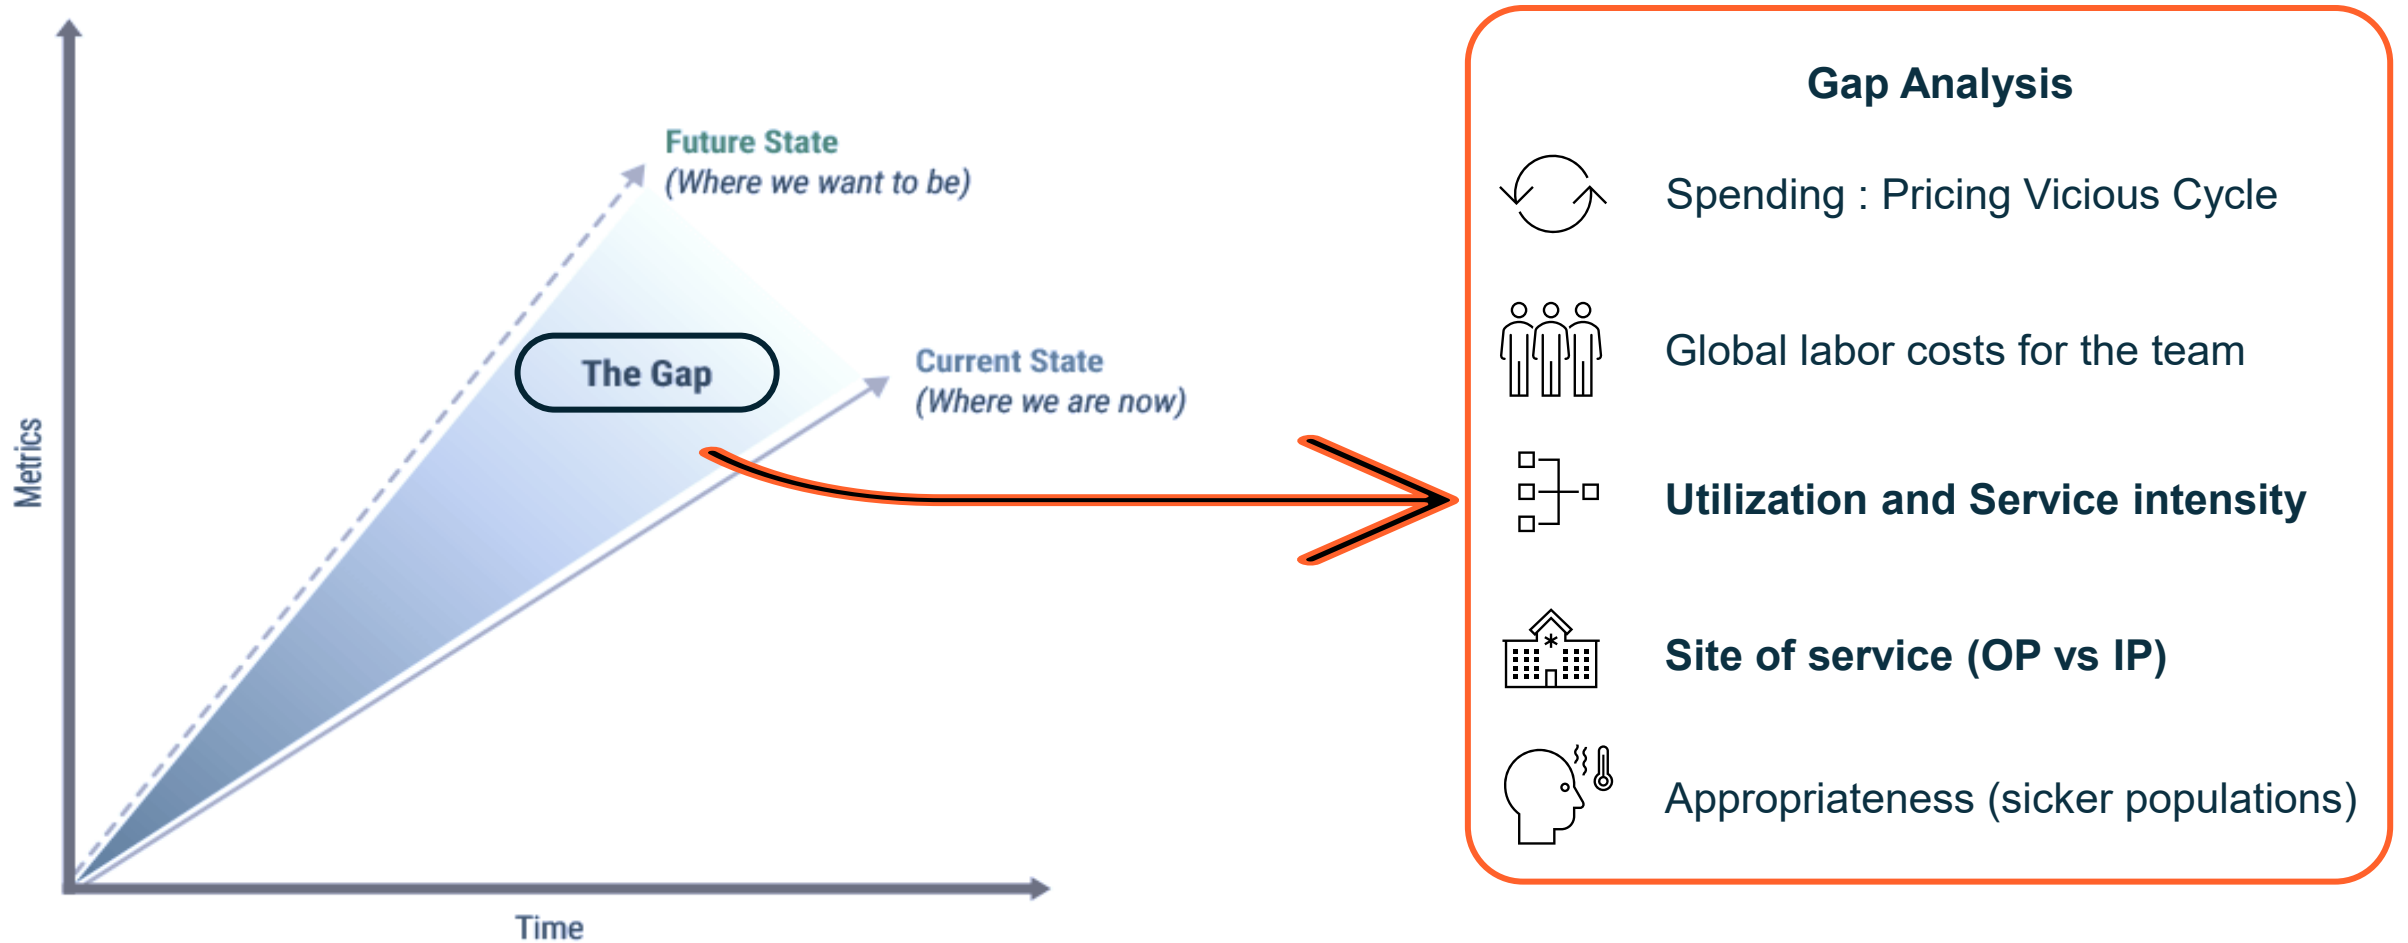 Future State
(Where we want to be)
The Gap
Current State
(Where we are now)
Metrics
Time
Gap Analysis
Spending : Pricing Vicious Cycle
Global labor costs for the team
Utilization and Service intensity
Site of service (OP vs IP)
Appropriateness (sicker populations)